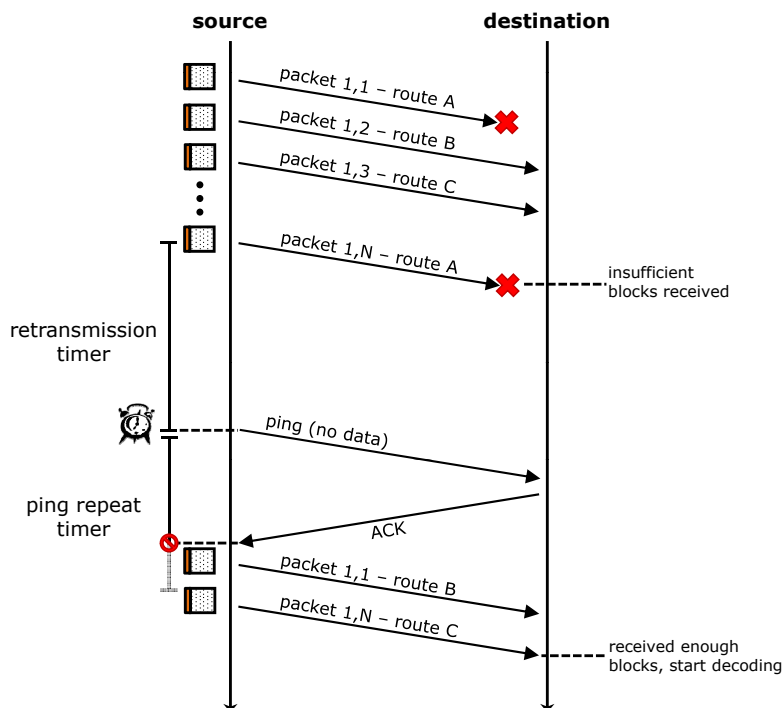 source
destination
packet 1,1 – route A
packet 1,2 – route B
packet 1,3 – route C
packet 1,N – route A
insufficient
blocks received
retransmission
timer
ping (no data)
ping repeat
timer
ACK
packet 1,1 – route B
packet 1,N – route C
received enough
blocks, start decoding